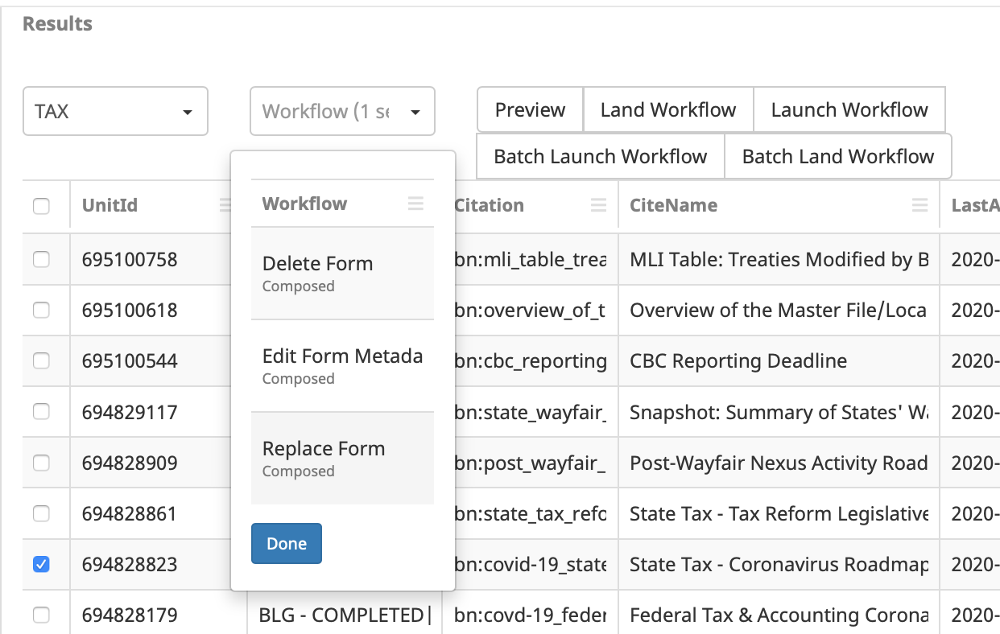 Results
TAX
Workflow (1 se
Preview
Land Workflow
Launch Workflow
Batch Launch Workflow
Batch Land Workflow
UnitId
Workflow
Citation
CiteName
LastA
Delete Form
Composed
Edit Form Metada
Composed
Replace Form
Composed
Done
695100758 bn:mli_table_trea MLI Table: Treaties Modified by B 2020-
695100618 bn:overview_of_t Overview of the Master File/Loca 2020-
695100544 bn:cbc_reporting CBC Reporting Deadline 2020-
694829117 bn:state_wayfair_ Snapshot: Summary of States' Wa 2020-
694828909 bn:post_wayfair_ Post-Wayfair Nexus Activity Road 2020-
694828861 bn:state_tax_refo State Tax - Tax Reform Legislative 2020-
694828823 bn:covid-19_state State Tax - Coronavirus Roadmap 2020-
694828179 BLG - COMPLETED| bn:covd-19_feder Federal Tax & Accounting Corona 2020-